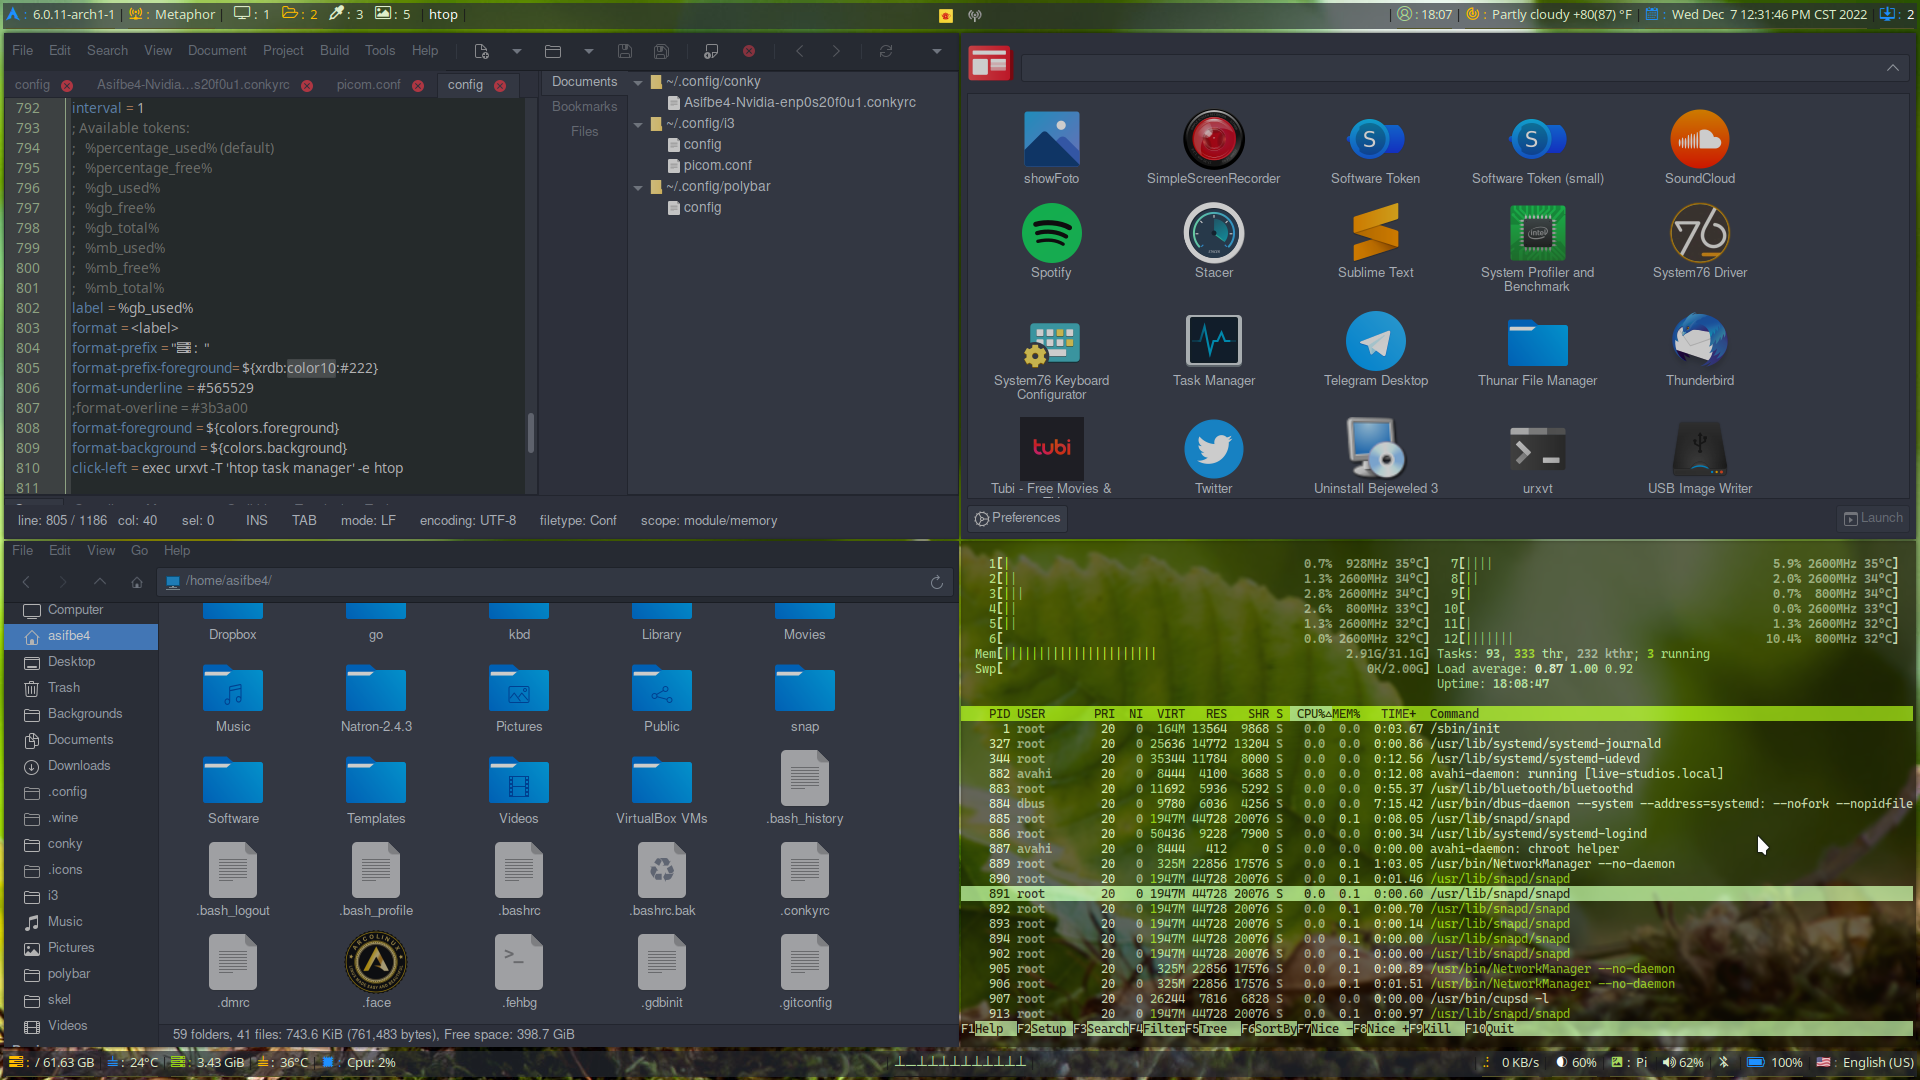 : 6.0.11-arch1-1 | : Metaphor | : 1 : 2 : 3 : 5 | htop
| : 18:07 | : Partly cloudy +80(87) °F | : Wed Dec 7 12:31:46 PM CST 2022 | : 2
File Edit Search View Document Project Build Tools Help
config Asifbe4-Nvidia...s20f0u1.conkyrc picom.conf config
792 interval = 1
793 ; Available tokens:
794 ; %percentage_used% (default)
795 ; %percentage_free%
796 ; %gb_used%
797 ; %gb_free%
798 ; %gb_total%
799 ; %mb_used%
800 ; %mb_free%
801 ; %mb_total%
802 label = %gb_used%
803 format = <label>
804 format-prefix = " : "
805 format-prefix-foreground= ${xrdb:color10:#222}
806 format-underline = #565529
807 ;format-overline = #3b3a00
808 format-foreground = ${colors.foreground}
809 format-background = ${colors.background}
810 click-left = exec urxvt -T 'htop task manager' -e htop
811
Documents
Bookmarks
Files
~/.config/conky
Asifbe4-Nvidia-enp0s20f0u1.conkyrc
~/.config/i3
config
picom.conf
~/.config/polybar
config
line: 805 / 1186 col: 40 sel: 0 INS TAB mode: LF encoding: UTF-8 filetype: Conf scope: module/memory
showFoto SimpleScreenRecorder Software Token Software Token (small) SoundCloud
Spotify Stacer Sublime Text System Profiler and Benchmark System76 Driver
System76 Keyboard Configurator Task Manager Telegram Desktop Thunar File Manager Thunderbird
tubi
Tubi - Free Movies & Twitter Uninstall Bejeweled 3 urxvt USB Image Writer
Preferences Launch
File Edit View Go Help
/home/asifbe4/
Computer
asifbe4
Desktop
Trash
Backgrounds
Documents
Downloads
.config
.wine
conky
.icons
i3
Music
Pictures
polybar
skel
Videos
Dropbox go kbd Library Movies
Music Natron-2.4.3 Pictures Public snap
Software Templates Videos VirtualBox VMs .bash_history
.bash_logout .bash_profile .bashrc .bashrc.bak .conkyrc
.dmrc .face .fehbg .gdbinit .gitconfig
59 folders, 41 files: 743.6 KiB (761,483 bytes), Free space: 398.7 GiB
1[| 0.7% 928MHz 35°C] 7[|||| 5.9% 2600MHz 35°C]
2[|| 1.3% 2600MHz 34°C] 8[|| 2.0% 2600MHz 34°C]
3[||| 2.8% 2600MHz 34°C] 9[| 0.7% 800MHz 34°C]
4[|| 2.6% 800MHz 33°C] 10[ 0.0% 2600MHz 33°C]
5[|| 1.3% 2600MHz 32°C] 11[| 1.3% 2600MHz 32°C]
6[ 0.0% 2600MHz 32°C] 12[||||||| 10.4% 800MHz 32°C]
Mem[|||||||||||||||||||||| 2.91G/31.1G] Tasks: 93, 333 thr, 232 kthr; 3 running
Swp[ 0K/2.00G] Load average: 0.87 1.00 0.92
Uptime: 18:08:47
PID USER PRI NI VIRT RES SHR S CPU%△MEM% TIME+ Command
1 root 20 0 164M 13564 9868 S 0.0 0.0 0:03.67 /sbin/init
327 root 20 0 25636 14772 13204 S 0.0 0.0 0:00.86 /usr/lib/systemd/systemd-journald
344 root 20 0 35344 11784 8000 S 0.0 0.0 0:12.56 /usr/lib/systemd/systemd-udevd
882 avahi 20 0 8444 4100 3688 S 0.0 0.0 0:12.08 avahi-daemon: running [live-studios.local]
883 root 20 0 11692 5936 5292 S 0.0 0.0 0:55.37 /usr/lib/bluetooth/bluetoothd
884 dbus 20 0 9780 6036 4256 S 0.0 0.0 7:15.42 /usr/bin/dbus-daemon --system --address=systemd: --nofork --nopidfile
885 root 20 0 1947M 44728 20076 S 0.0 0.1 0:08.05 /usr/lib/snapd/snapd
886 root 20 0 50436 9228 7900 S 0.0 0.0 0:00.34 /usr/lib/systemd/systemd-logind
887 avahi 20 0 8444 412 0 S 0.0 0.0 0:00.00 avahi-daemon: chroot helper
889 root 20 0 325M 22856 17576 S 0.0 0.1 1:03.05 /usr/bin/NetworkManager --no-daemon
890 root 20 0 1947M 44728 20076 S 0.0 0.1 0:01.46 /usr/lib/snapd/snapd
891 root 20 0 1947M 44728 20076 S 0.0 0.1 0:00.60 /usr/lib/snapd/snapd
892 root 20 0 1947M 44728 20076 S 0.0 0.1 0:00.70 /usr/lib/snapd/snapd
893 root 20 0 1947M 44728 20076 S 0.0 0.1 0:00.14 /usr/lib/snapd/snapd
894 root 20 0 1947M 44728 20076 S 0.0 0.1 0:00.00 /usr/lib/snapd/snapd
902 root 20 0 1947M 44728 20076 S 0.0 0.1 0:00.00 /usr/lib/snapd/snapd
905 root 20 0 325M 22856 17576 S 0.0 0.1 0:00.89 /usr/bin/NetworkManager --no-daemon
906 root 20 0 325M 22856 17576 S 0.0 0.1 0:01.51 /usr/bin/NetworkManager --no-daemon
907 root 20 0 26244 7816 6828 S 0.0 0.0 0:00.00 /usr/bin/cupsd -l
913 root 20 0 1947M 44728 20076 S 0.0 0.1 0:00.97 /usr/lib/snapd/snapd
F1Help F2Setup F3SearchF4FilterF5Tree F6SortByF7Nice -F8Nice +F9Kill F10Quit
: / 61.63 GB : 24°C : 3.43 GiB : 36°C : Cpu: 2%
: 0 KB/s 60% : Pi 62% 100% : English (US)